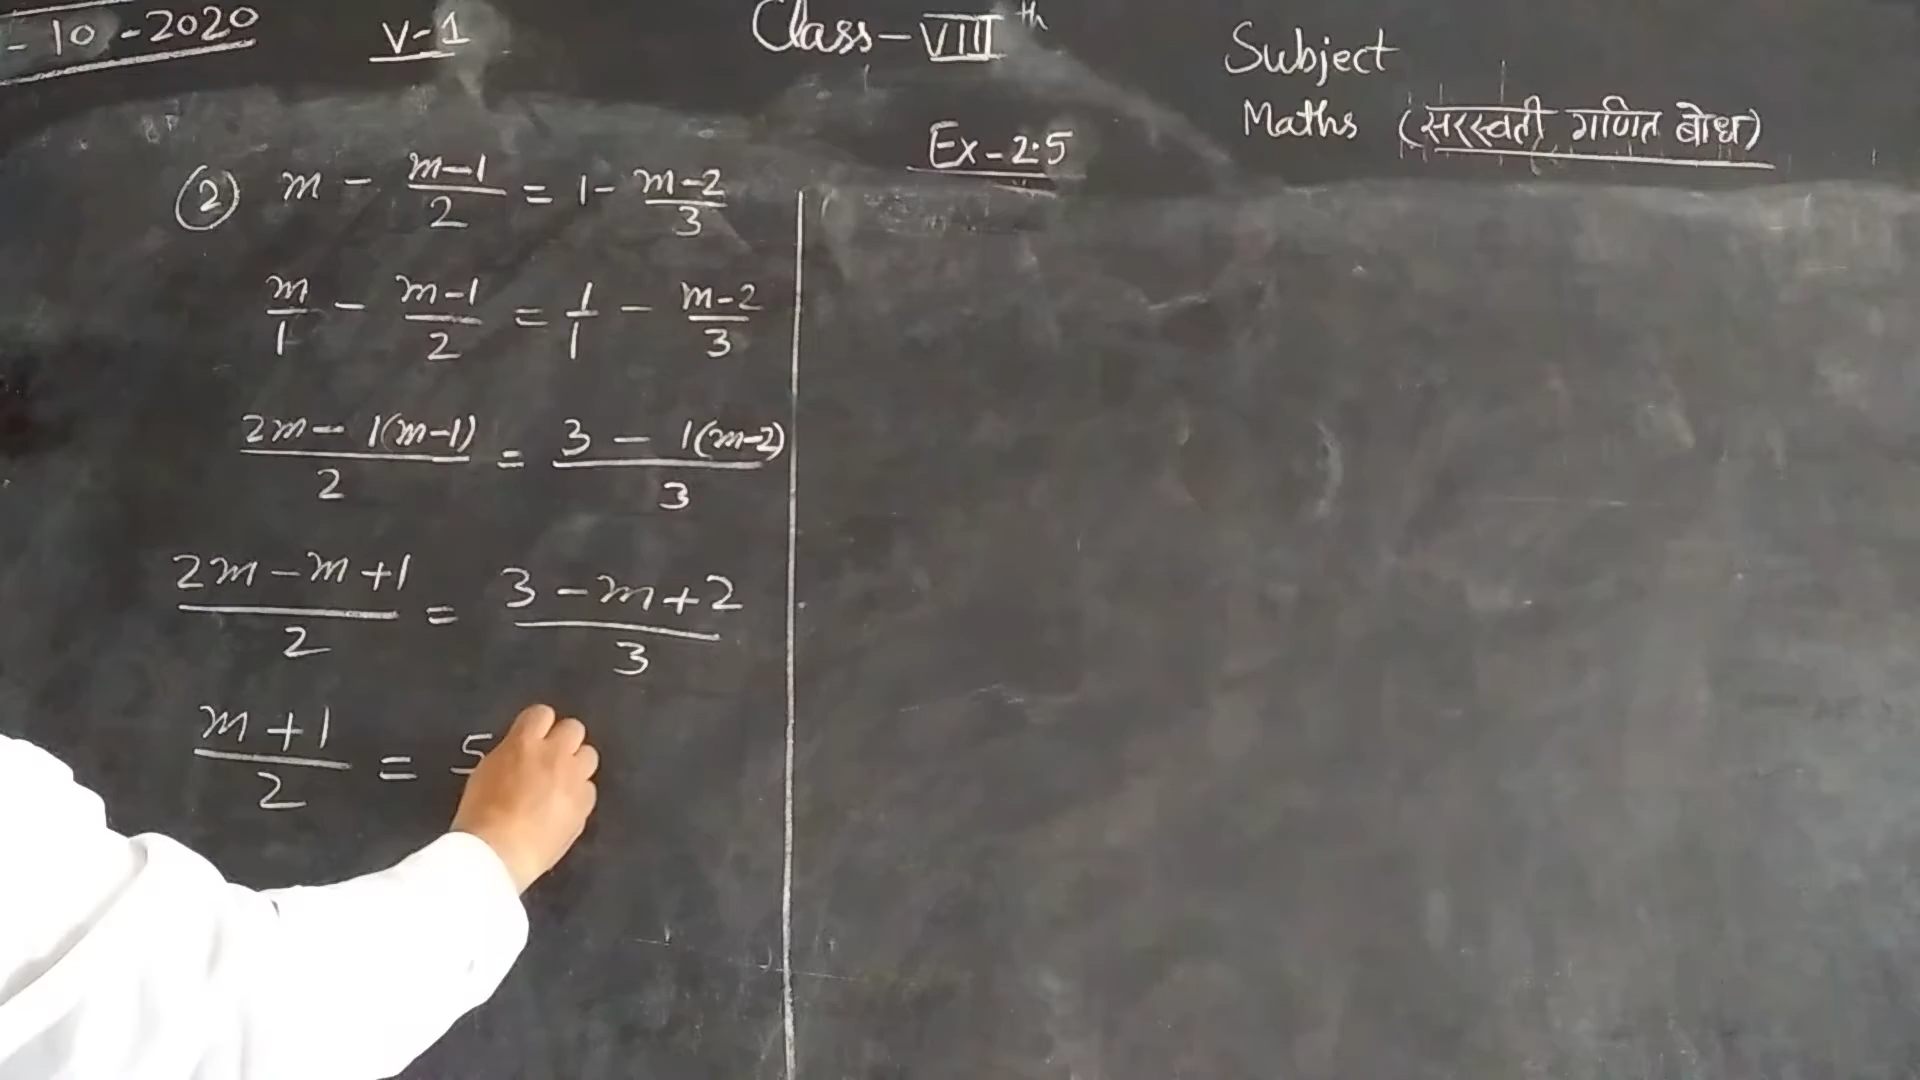 - 10 - 2020 V-1 Class - VIII th Subject
Maths (सरस्वती गणित बोध)
Ex - 2.5
② m - (m-1)/2 = 1 - (m-2)/3
m/1 - (m-1)/2 = 1/1 - (m-2)/3
(2m - 1(m-1))/2 = (3 - 1(m-2))/3
(2m - m + 1)/2 = (3 - m + 2)/3
(m + 1)/2 = 5